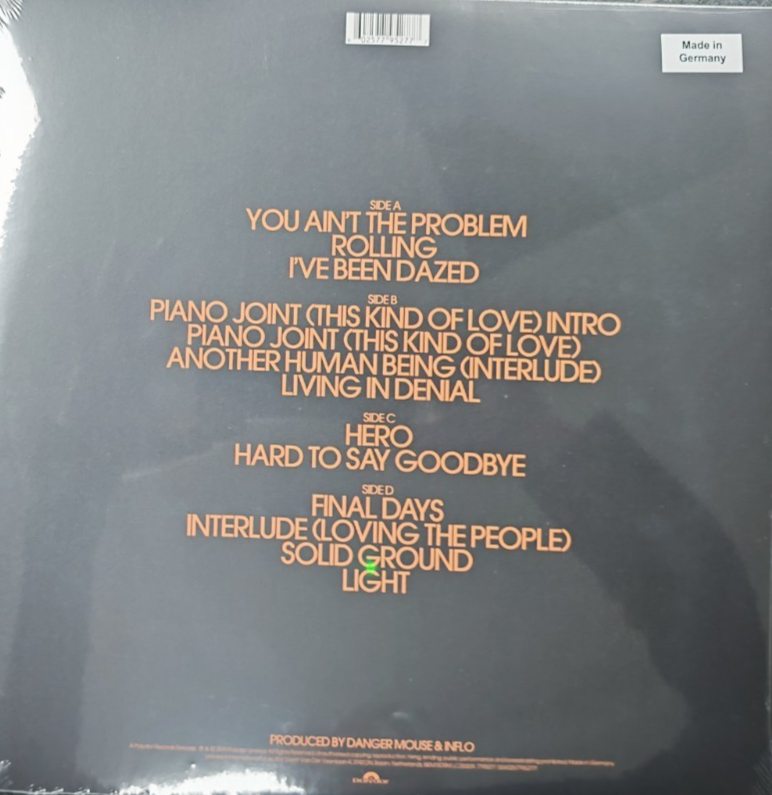 02577 95277
Made in
Germany
SIDE A
YOU AIN'T THE PROBLEM
ROLLING
I'VE BEEN DAZED
SIDE B
PIANO JOINT (THIS KIND OF LOVE) INTRO
PIANO JOINT (THIS KIND OF LOVE)
ANOTHER HUMAN BEING (INTERLUDE)
LIVING IN DENIAL
SIDE C
HERO
HARD TO SAY GOODBYE
SIDE D
FINAL DAYS
INTERLUDE (LOVING THE PEOPLE)
SOLID GROUND
LIGHT
PRODUCED BY DANGER MOUSE & INFLO